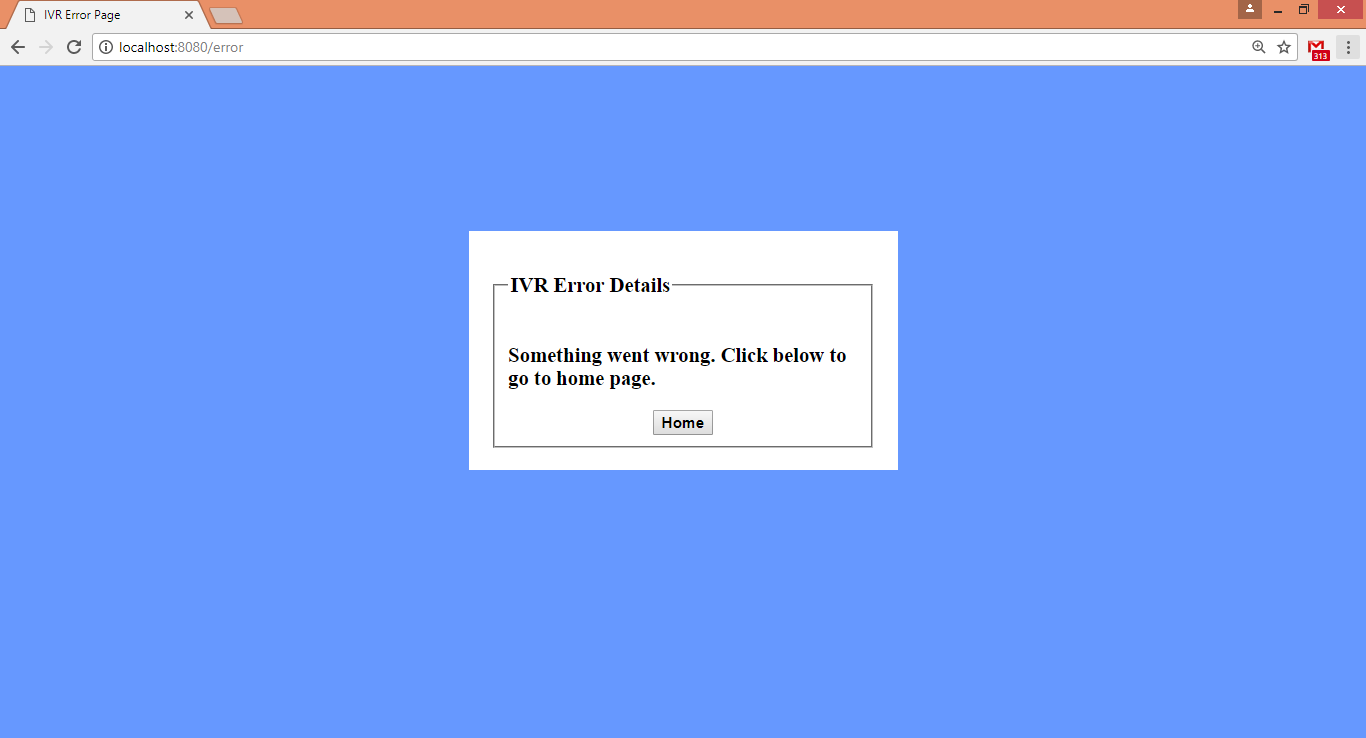 IVR Error Page
localhost:8080/error
313
IVR Error Details
Something went wrong. Click below to
go to home page.
Home